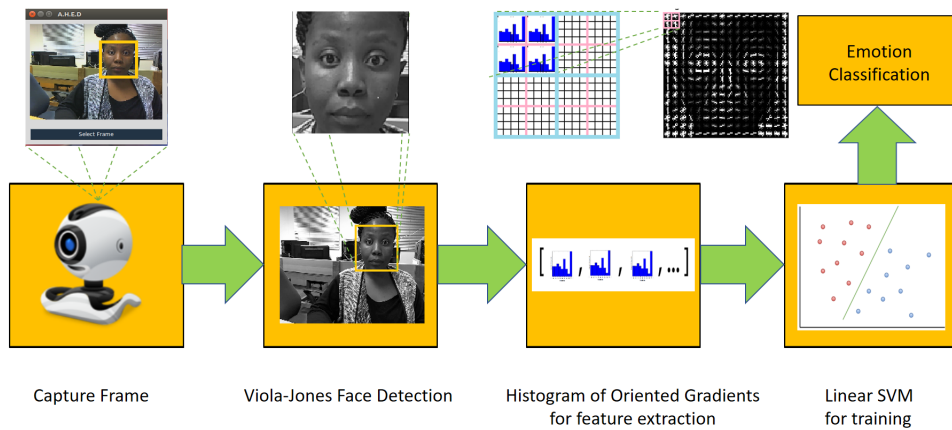 A.H.E.D
Select Frame
Emotion
Classification
[ , , ,... ]
Capture Frame
Viola-Jones Face Detection
Histogram of Oriented Gradients
for feature extraction
Linear SVM
for training